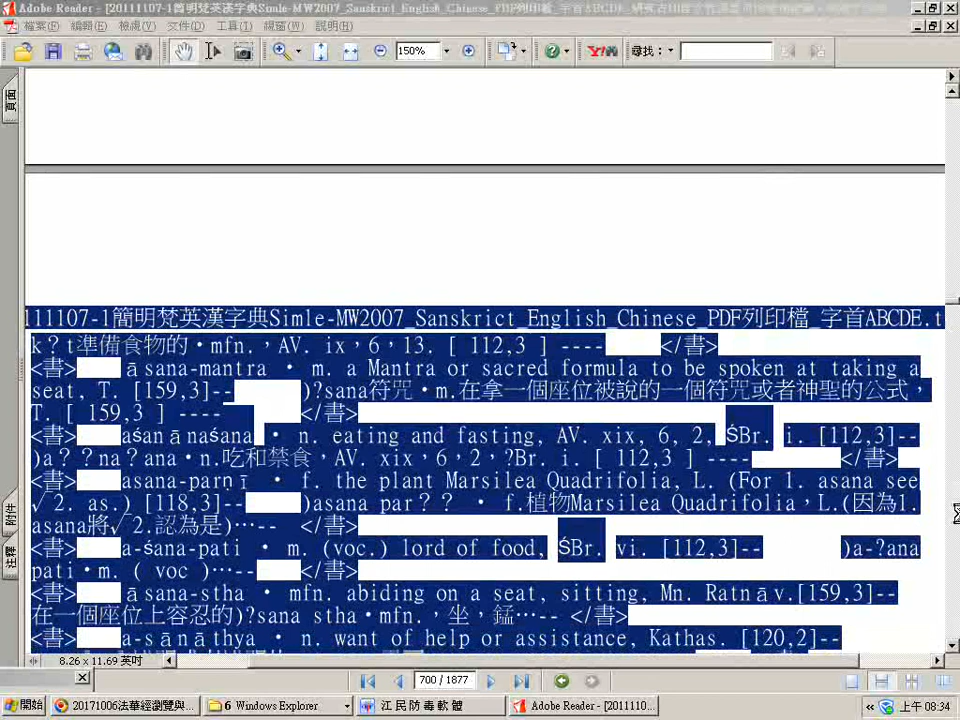 Adobe Reader - [20111107-1簡明梵英漢字典Simle-MW2007_Sanskrict_English_Chinese_PDF列印檔_字首ABCDE
檔案(F) 編輯(E) 檢視(V) 文件(D) 工具(T) 視窗(W) 說明(H)
150% 尋找:
頁面
111107-1簡明梵英漢字典Simle-MW2007_Sanskrict_English_Chinese_PDF列印檔_字首ABCDE.t
k?t準備食物的‧mfn.,AV. ix,6,13. [ 112,3 ] ---- </書>
<書> āsana-mantra ‧ m. a Mantra or sacred formula to be spoken at taking a
seat, T. [159,3]-- )?sana符咒‧m.在拿一個座位被說的一個符咒或者神聖的公式,
T. [ 159,3 ] ---- </書>
<書> aśanānaśana ‧ n. eating and fasting, AV. xix, 6, 2, ŚBr. i. [112,3]--
)a??na?ana‧n.吃和禁食,AV. xix,6,2,?Br. i. [ 112,3 ] ---- </書>
<書> asana-parṇī ‧ f. the plant Marsilea Quadrifolia, L. (For 1. asana see
√2. as.) [118,3]-- )asana par?? ‧ f.植物Marsilea Quadrifolia,L.(因為1.
asana將√2.認為是)…-- </書>
<書> a-śana-pati ‧ m. (voc.) lord of food, ŚBr. vi. [112,3]-- )a-?ana
pati‧m. ( voc )…-- </書>
<書> āsana-stha ‧ mfn. abiding on a seat, sitting, Mn. Ratnāv.[159,3]--
在一個座位上容忍的)?sana stha‧mfn.,坐,錳…-- </書>
<書> a-sānāthya ‧ n. want of help or assistance, Kathas. [120,2]--
附件
注釋
8.26 x 11.69 英吋
700 / 1877
開始 20171006法華經瀏覽與... 6 Windows Explorer 江民防毒軟體 Adobe Reader - [2011110... 上午 08:34